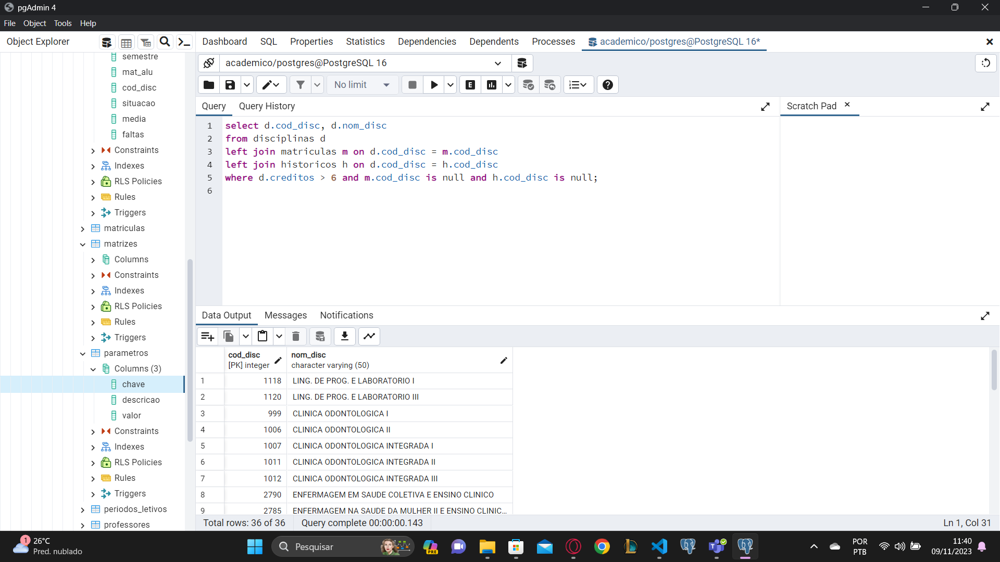 pgAdmin 4
File Object Tools Help
Object Explorer
Dashboard SQL Properties Statistics Dependencies Dependents Processes academico/postgres@PostgreSQL 16*
semestre
mat_alu
cod_disc
situacao
media
faltas
Constraints
Indexes
RLS Policies
Rules
Triggers
matriculas
matrizes
Columns
Constraints
Indexes
RLS Policies
Rules
Triggers
parametros
Columns (3)
chave
descricao
valor
Constraints
Indexes
RLS Policies
Rules
Triggers
periodos_letivos
professores
academico/postgres@PostgreSQL 16
No limit
E
Query Query History
Scratch Pad
1 select d.cod_disc, d.nom_disc
2 from disciplinas d
3 left join matriculas m on d.cod_disc = m.cod_disc
4 left join historicos h on d.cod_disc = h.cod_disc
5 where d.creditos > 6 and m.cod_disc is null and h.cod_disc is null;
6
Data Output Messages Notifications
cod_disc nom_disc
[PK] integer character varying (50)
1 1118 LING. DE PROG. E LABORATORIO I
2 1120 LING. DE PROG. E LABORATORIO III
3 999 CLINICA ODONTOLOGICA I
4 1006 CLINICA ODONTOLOGICA II
5 1007 CLINICA ODONTOLOGICA INTEGRADA I
6 1011 CLINICA ODONTOLOGICA INTEGRADA II
7 1012 CLINICA ODONTOLOGICA INTEGRADA III
8 2790 ENFERMAGEM EM SAUDE COLETIVA E ENSINO CLINICO
9 2785 ENFERMAGEM NA SAUDE DA MULHER II E ENSINO CLINIC...
Total rows: 36 of 36 Query complete 00:00:00.143 Ln 1, Col 31
1
26°C
Pred. nublado
Pesquisar
PRE
POR
PTB
11:40
09/11/2023